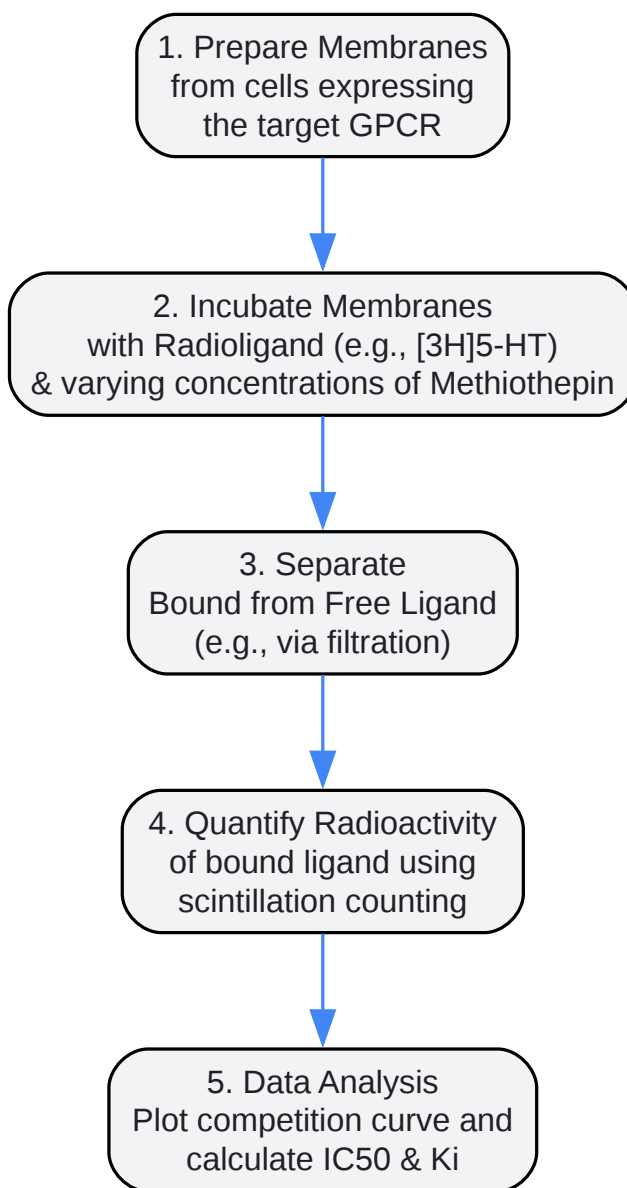 1. Prepare Membranes
from cells expressing
the target GPCR
2. Incubate Membranes
with Radioligand (e.g., [3H]5-HT)
& varying concentrations of Methiothepin
3. Separate
Bound from Free Ligand
(e.g., via filtration)
4. Quantify Radioactivity
of bound ligand using
scintillation counting
5. Data Analysis
Plot competition curve and
calculate IC50 & Ki